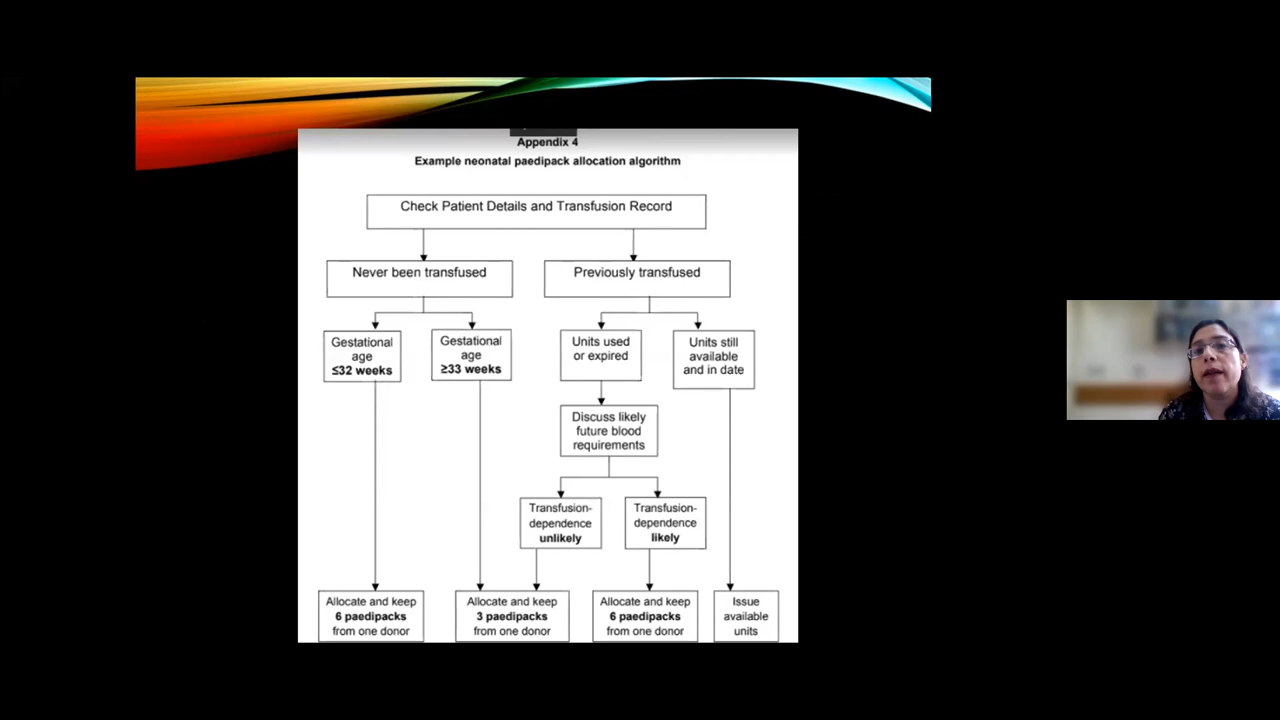 Appendix 4
Example neonatal paedipack allocation algorithm
Check Patient Details and Transfusion Record
Never been transfused
Previously transfused
Gestational
age
≤32 weeks
Gestational
age
≥33 weeks
Units used
or expired
Units still
available
and in date
Discuss likely
future blood
requirements
Transfusion-
dependence
unlikely
Transfusion-
dependence
likely
Allocate and keep
6 paedipacks
from one donor
Allocate and keep
3 paedipacks
from one donor
Allocate and keep
6 paedipacks
from one donor
Issue
available
units